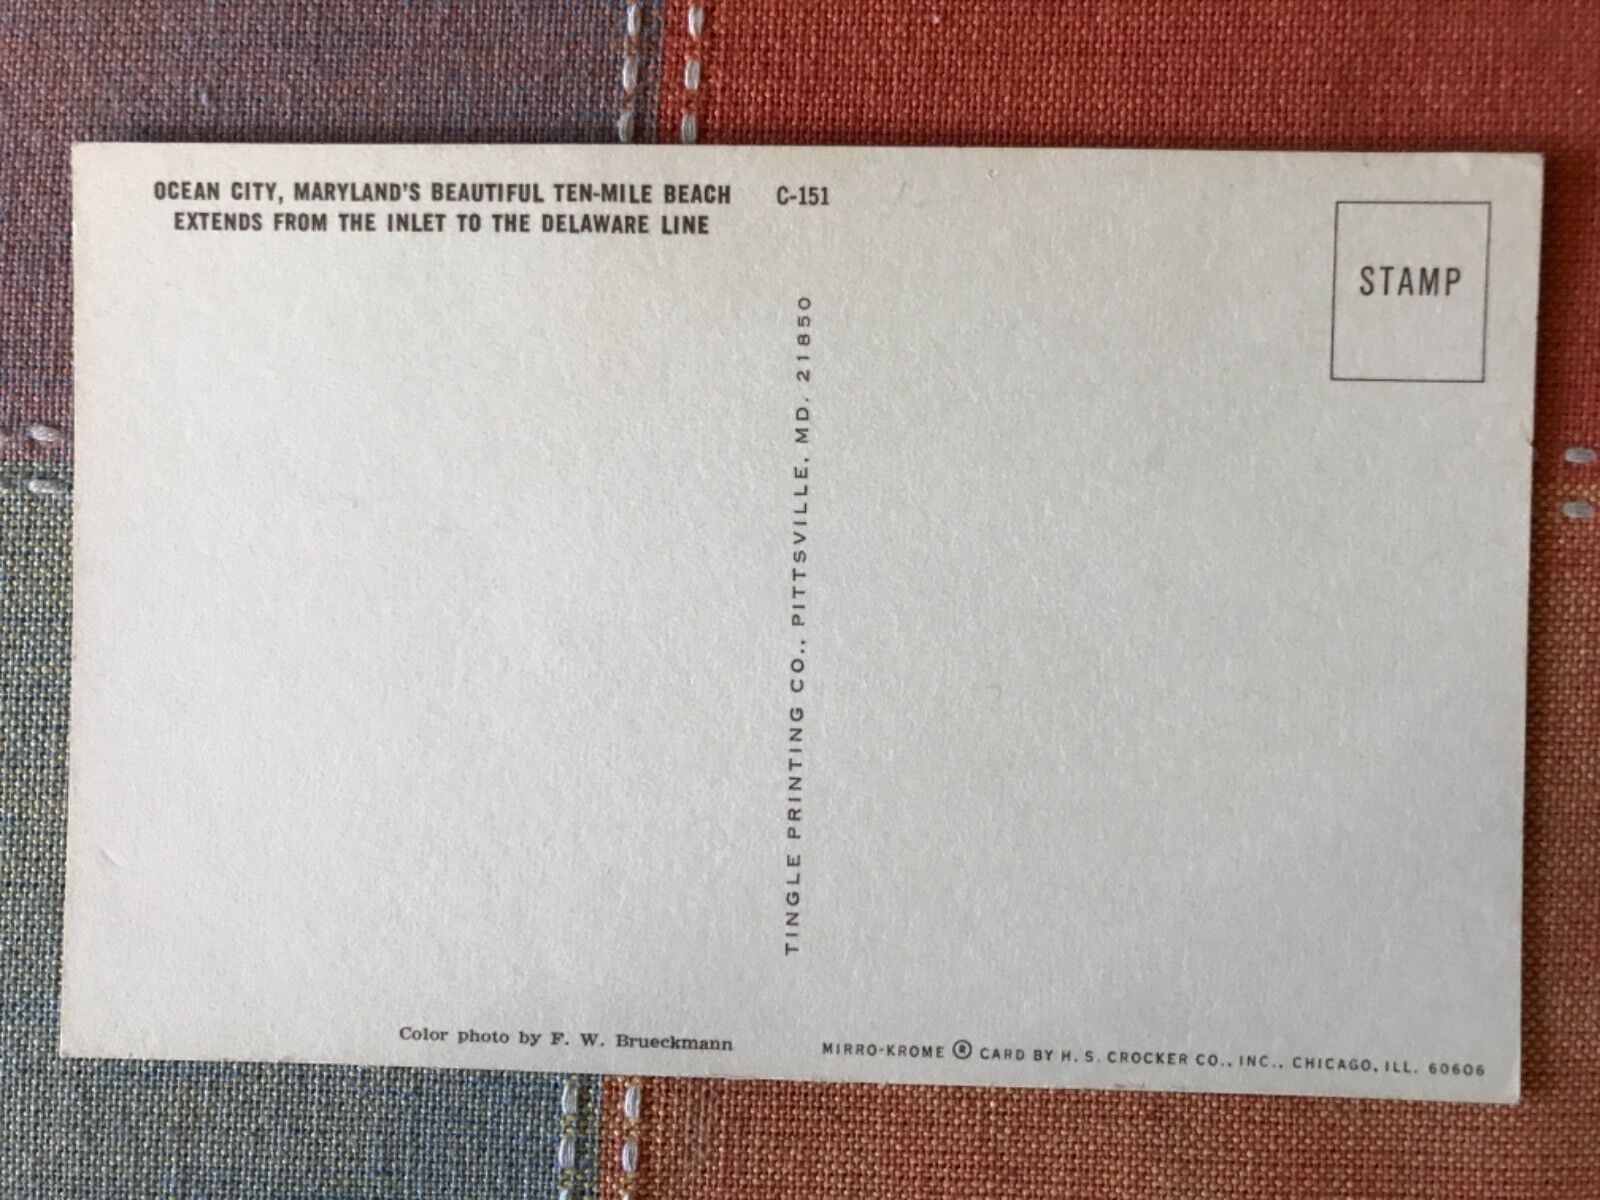 OCEAN CITY, MARYLAND'S BEAUTIFUL TEN-MILE BEACH C-151
EXTENDS FROM THE INLET TO THE DELAWARE LINE
STAMP
TINGLE PRINTING CO., PITTSVILLE, MD. 21850
Color photo by F. W. Brueckmann
MIRRO-KROME ® CARD BY H. S. CROCKER CO., INC., CHICAGO, ILL. 60606